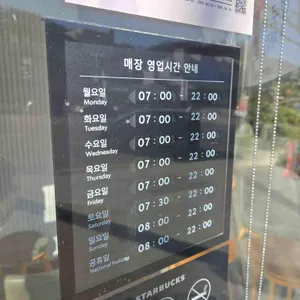 매장 영업시간 안내
월요일 07:00 - 22:00
Monday
화요일 07:00 - 22:00
Tuesday
수요일 07:00 - 22:00
Wednesday
목요일 07:00 - 22:00
Thursday
금요일 07:00 - 22:00
Friday
토요일 07:30 - 22:00
Saturday
일요일 08:00 - 22:00
Sunday
공휴일 08:00 - 22:00
National holiday
STARBUCKS